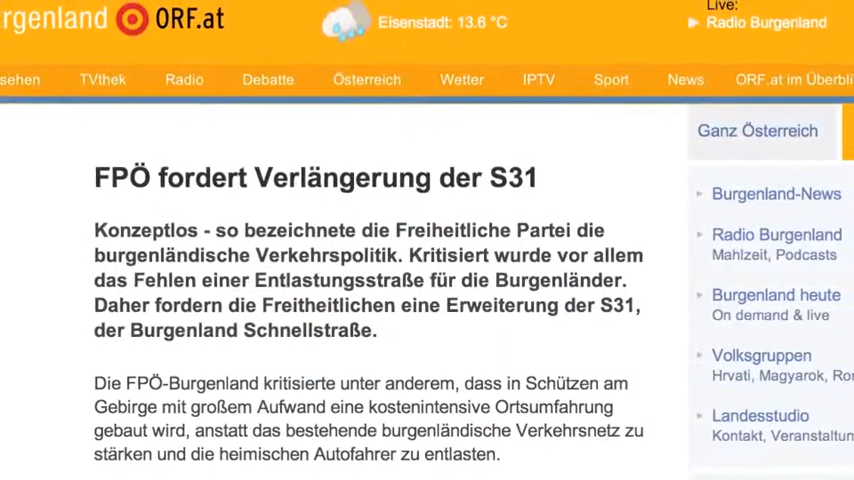 Live:
rgenland ORF.at
Eisenstadt: 13.6 °C
Radio Burgenland
sehen TVthek Radio Debatte Österreich Wetter IPTV Sport News ORF.at im Überbli
Ganz Österreich
FPÖ fordert Verlängerung der S31
Konzeptlos - so bezeichnete die Freiheitliche Partei die
burgenländische Verkehrspolitik. Kritisiert wurde vor allem
das Fehlen einer Entlastungsstraße für die Burgenländer.
Daher fordern die Freitheitlichen eine Erweiterung der S31,
der Burgenland Schnellstraße.
Die FPÖ-Burgenland kritisierte unter anderem, dass in Schützen am
Gebirge mit großem Aufwand eine kostenintensive Ortsumfahrung
gebaut wird, anstatt das bestehende burgenländische Verkehrsnetz zu
stärken und die heimischen Autofahrer zu entlasten.
Burgenland-News
Radio Burgenland
Mahlzeit, Podcasts
Burgenland heute
On demand & live
Volksgruppen
Hrvati, Magyarok, Ro
Landesstudio
Kontakt, Veranstaltun